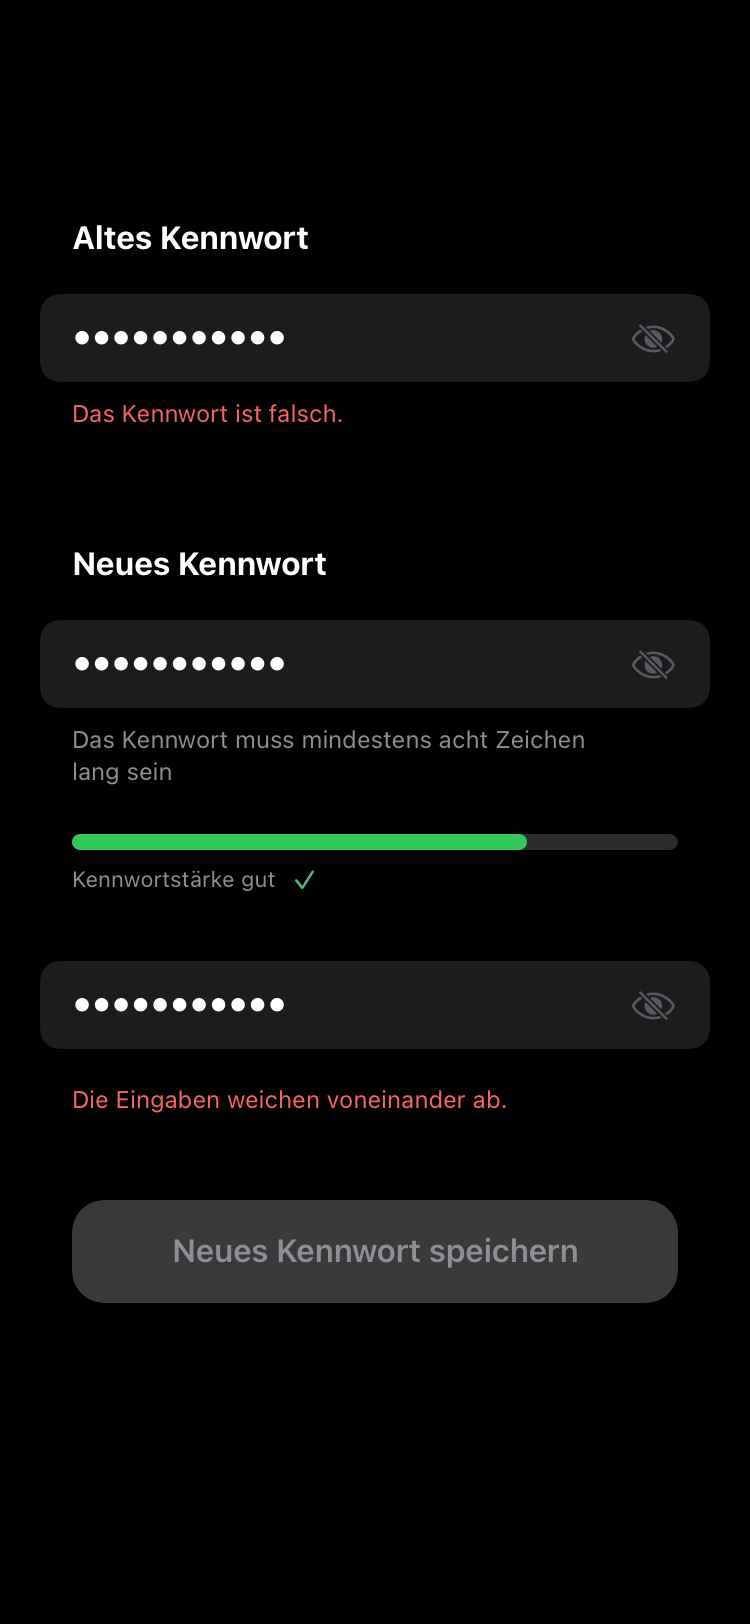 Altes Kennwort
●●●●●●●●●●●
Das Kennwort ist falsch.
Neues Kennwort
●●●●●●●●●●●
Das Kennwort muss mindestens acht Zeichen
lang sein
Kennwortstärke gut
●●●●●●●●●●●
Die Eingaben weichen voneinander ab.
Neues Kennwort speichern